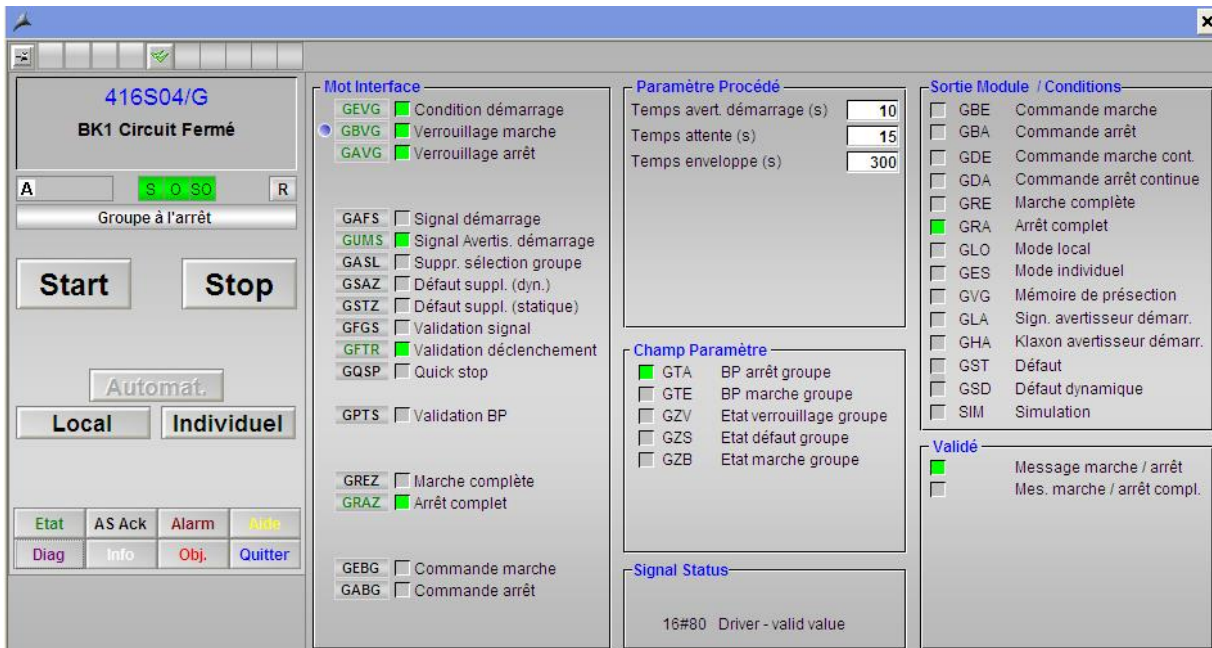 416S04/G
BK1 Circuit Fermé
A
S O SO
R
Groupe à l'arrêt
Start
Stop
Automat.
Local
Individuel
Etat
AS Ack
Alarm
Aide
Diag
Info
Obj.
Quitter
Mot Interface
GEVG Condition démarrage
GBVG Verrouillage marche
GAVG Verrouillage arrêt
GAFS Signal démarrage
GUMS Signal Avertis. démarrage
GASL Suppr. sélection groupe
GSAZ Défaut suppl. (dyn.)
GSTZ Défaut suppl. (statique)
GFGS Validation signal
GFTR Validation déclenchement
GQSP Quick stop
GPTS Validation BP
GREZ Marche complète
GRAZ Arrêt complet
GEBG Commande marche
GABG Commande arrêt
Paramètre Procédé
Temps avert. démarrage (s) 10
Temps attente (s) 15
Temps enveloppe (s) 300
Champ Paramètre
GTA BP arrêt groupe
GTE BP marche groupe
GZV Etat verrouillage groupe
GZS Etat défaut groupe
GZB Etat marche groupe
Signal Status
16#80 Driver - valid value
Sortie Module / Conditions
GBE Commande marche
GBA Commande arrêt
GDE Commande marche cont.
GDA Commande arrêt continue
GRE Marche complète
GRA Arrêt complet
GLO Mode local
GES Mode individuel
GVG Mémoire de présection
GLA Sign. avertisseur démarr.
GHA Klaxon avertisseur démarr.
GST Défaut
GSD Défaut dynamique
SIM Simulation
Validé
Message marche / arrêt
Mes. marche / arrêt compl.